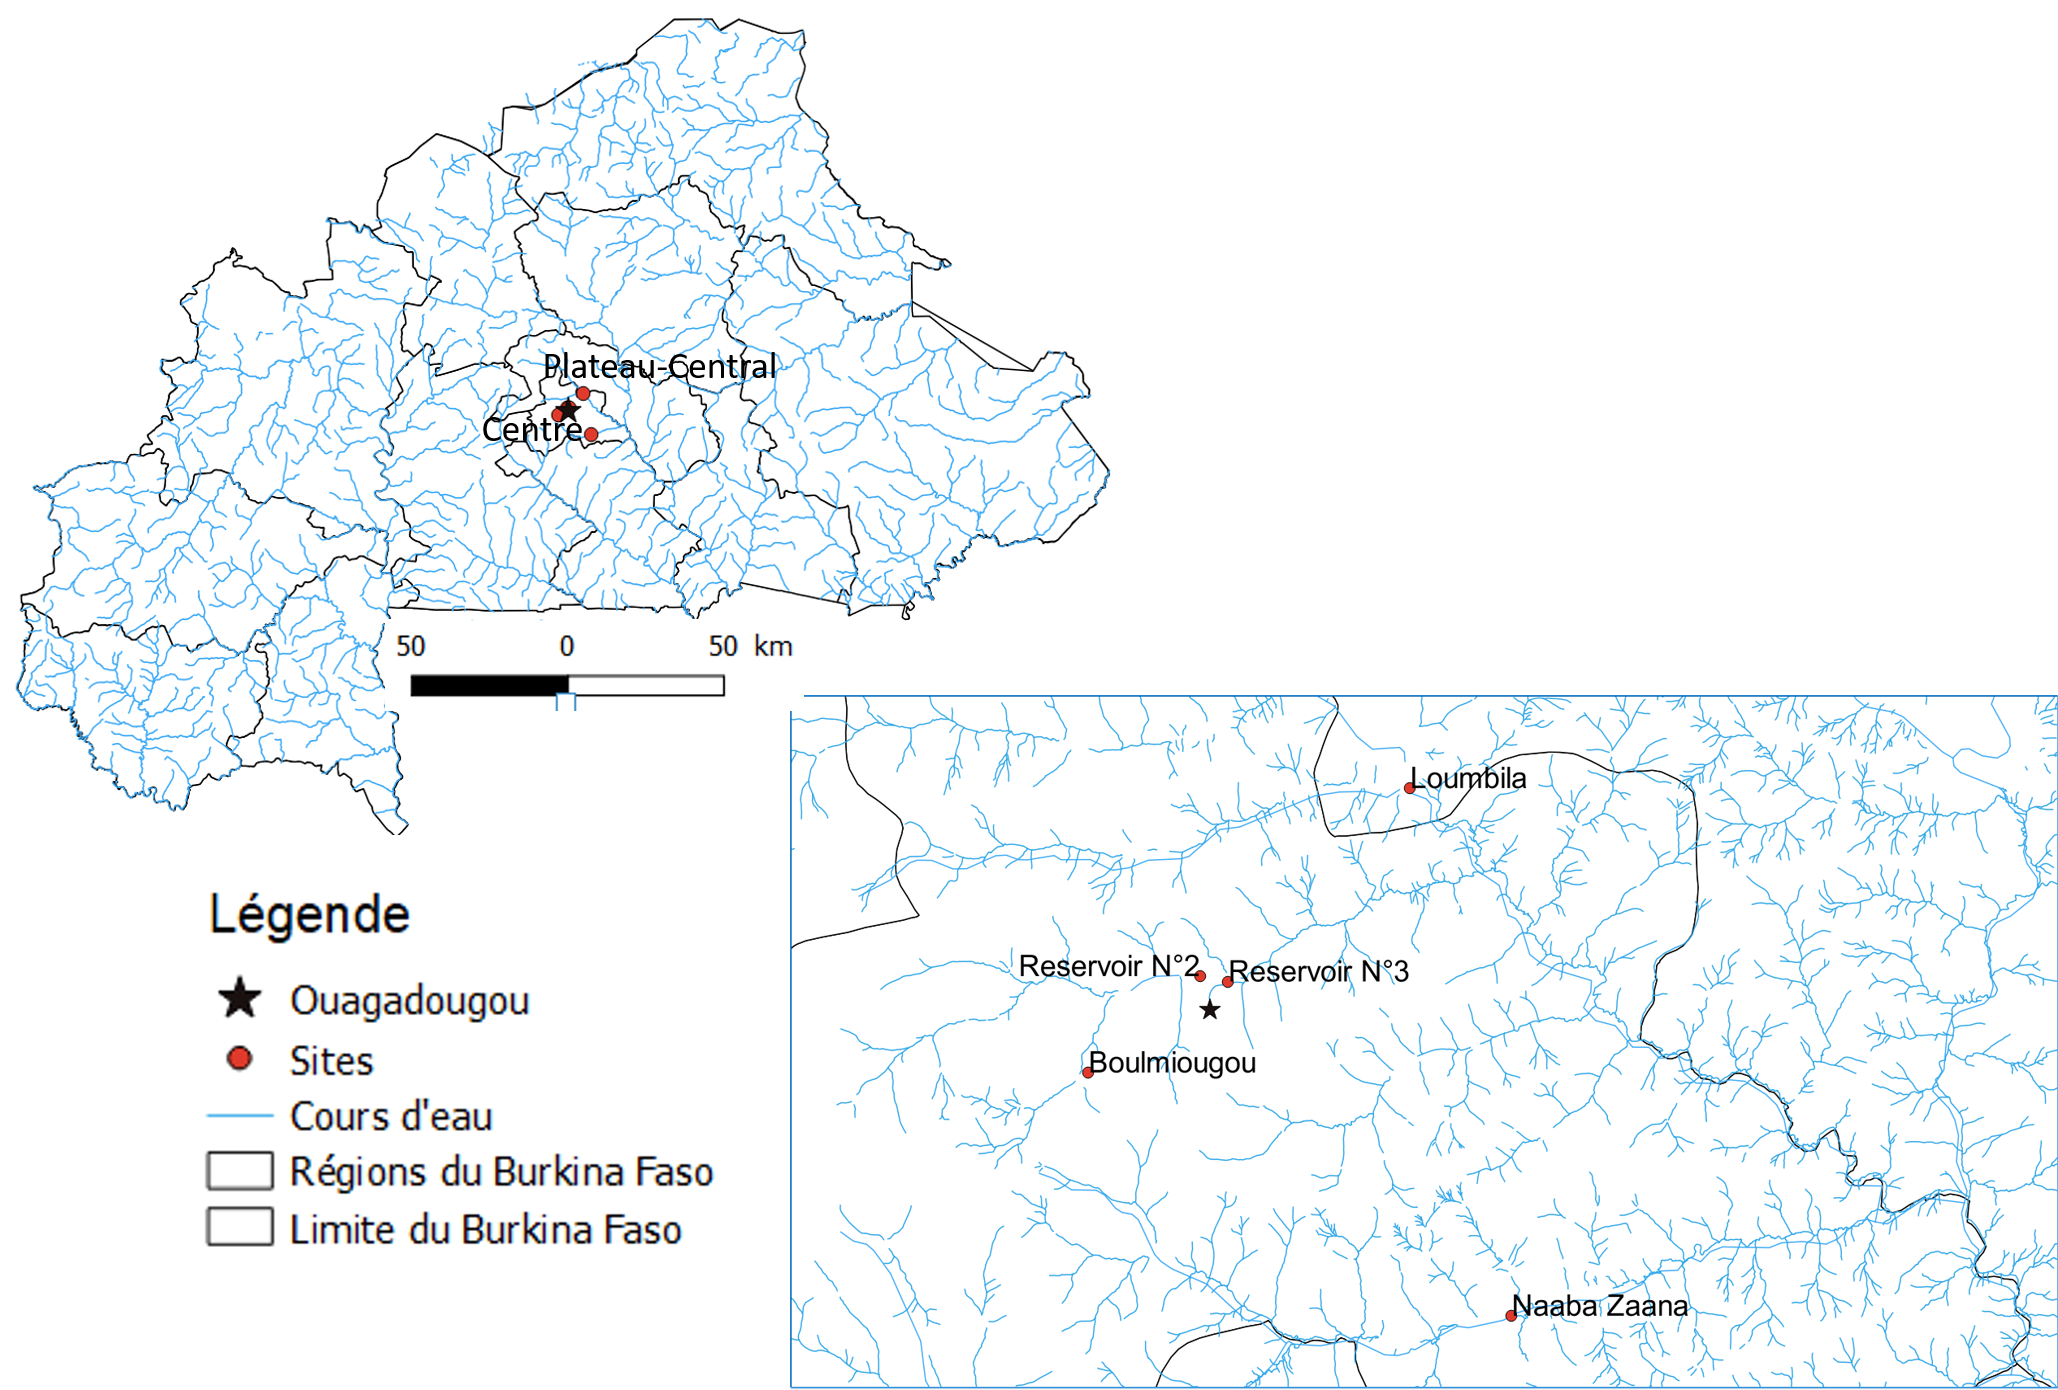 Plateau-Central
Centre
50 0 50 km
Légende
Ouagadougou
Sites
Cours d'eau
Régions du Burkina Faso
Limite du Burkina Faso
Loumbila
Reservoir N°2
Reservoir N°3
Boulmiougou
Naaba Zaana